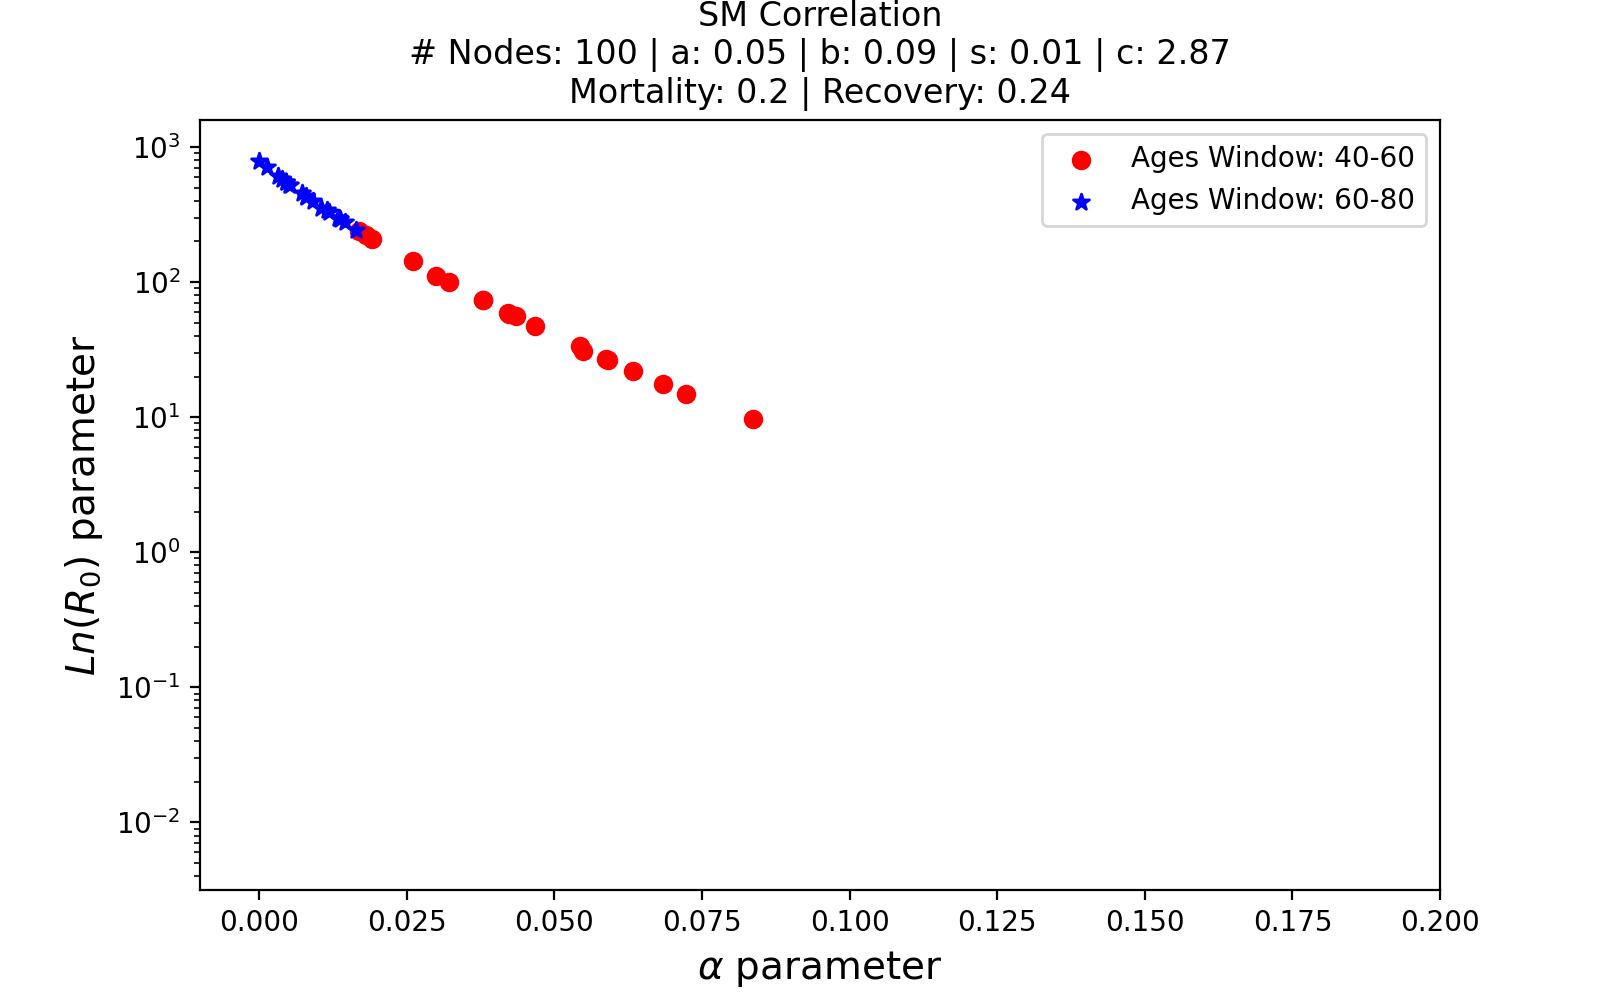 SM Correlation
# Nodes: 100 | a: 0.05 | b: 0.09 | s: 0.01 | c: 2.87
Mortality: 0.2 | Recovery: 0.24
Ages Window: 40-60
Ages Window: 60-80
10³
10²
10¹
10⁰
10⁻¹
10⁻²
Ln(R₀) parameter
0.000 0.025 0.050 0.075 0.100 0.125 0.150 0.175 0.200
α parameter